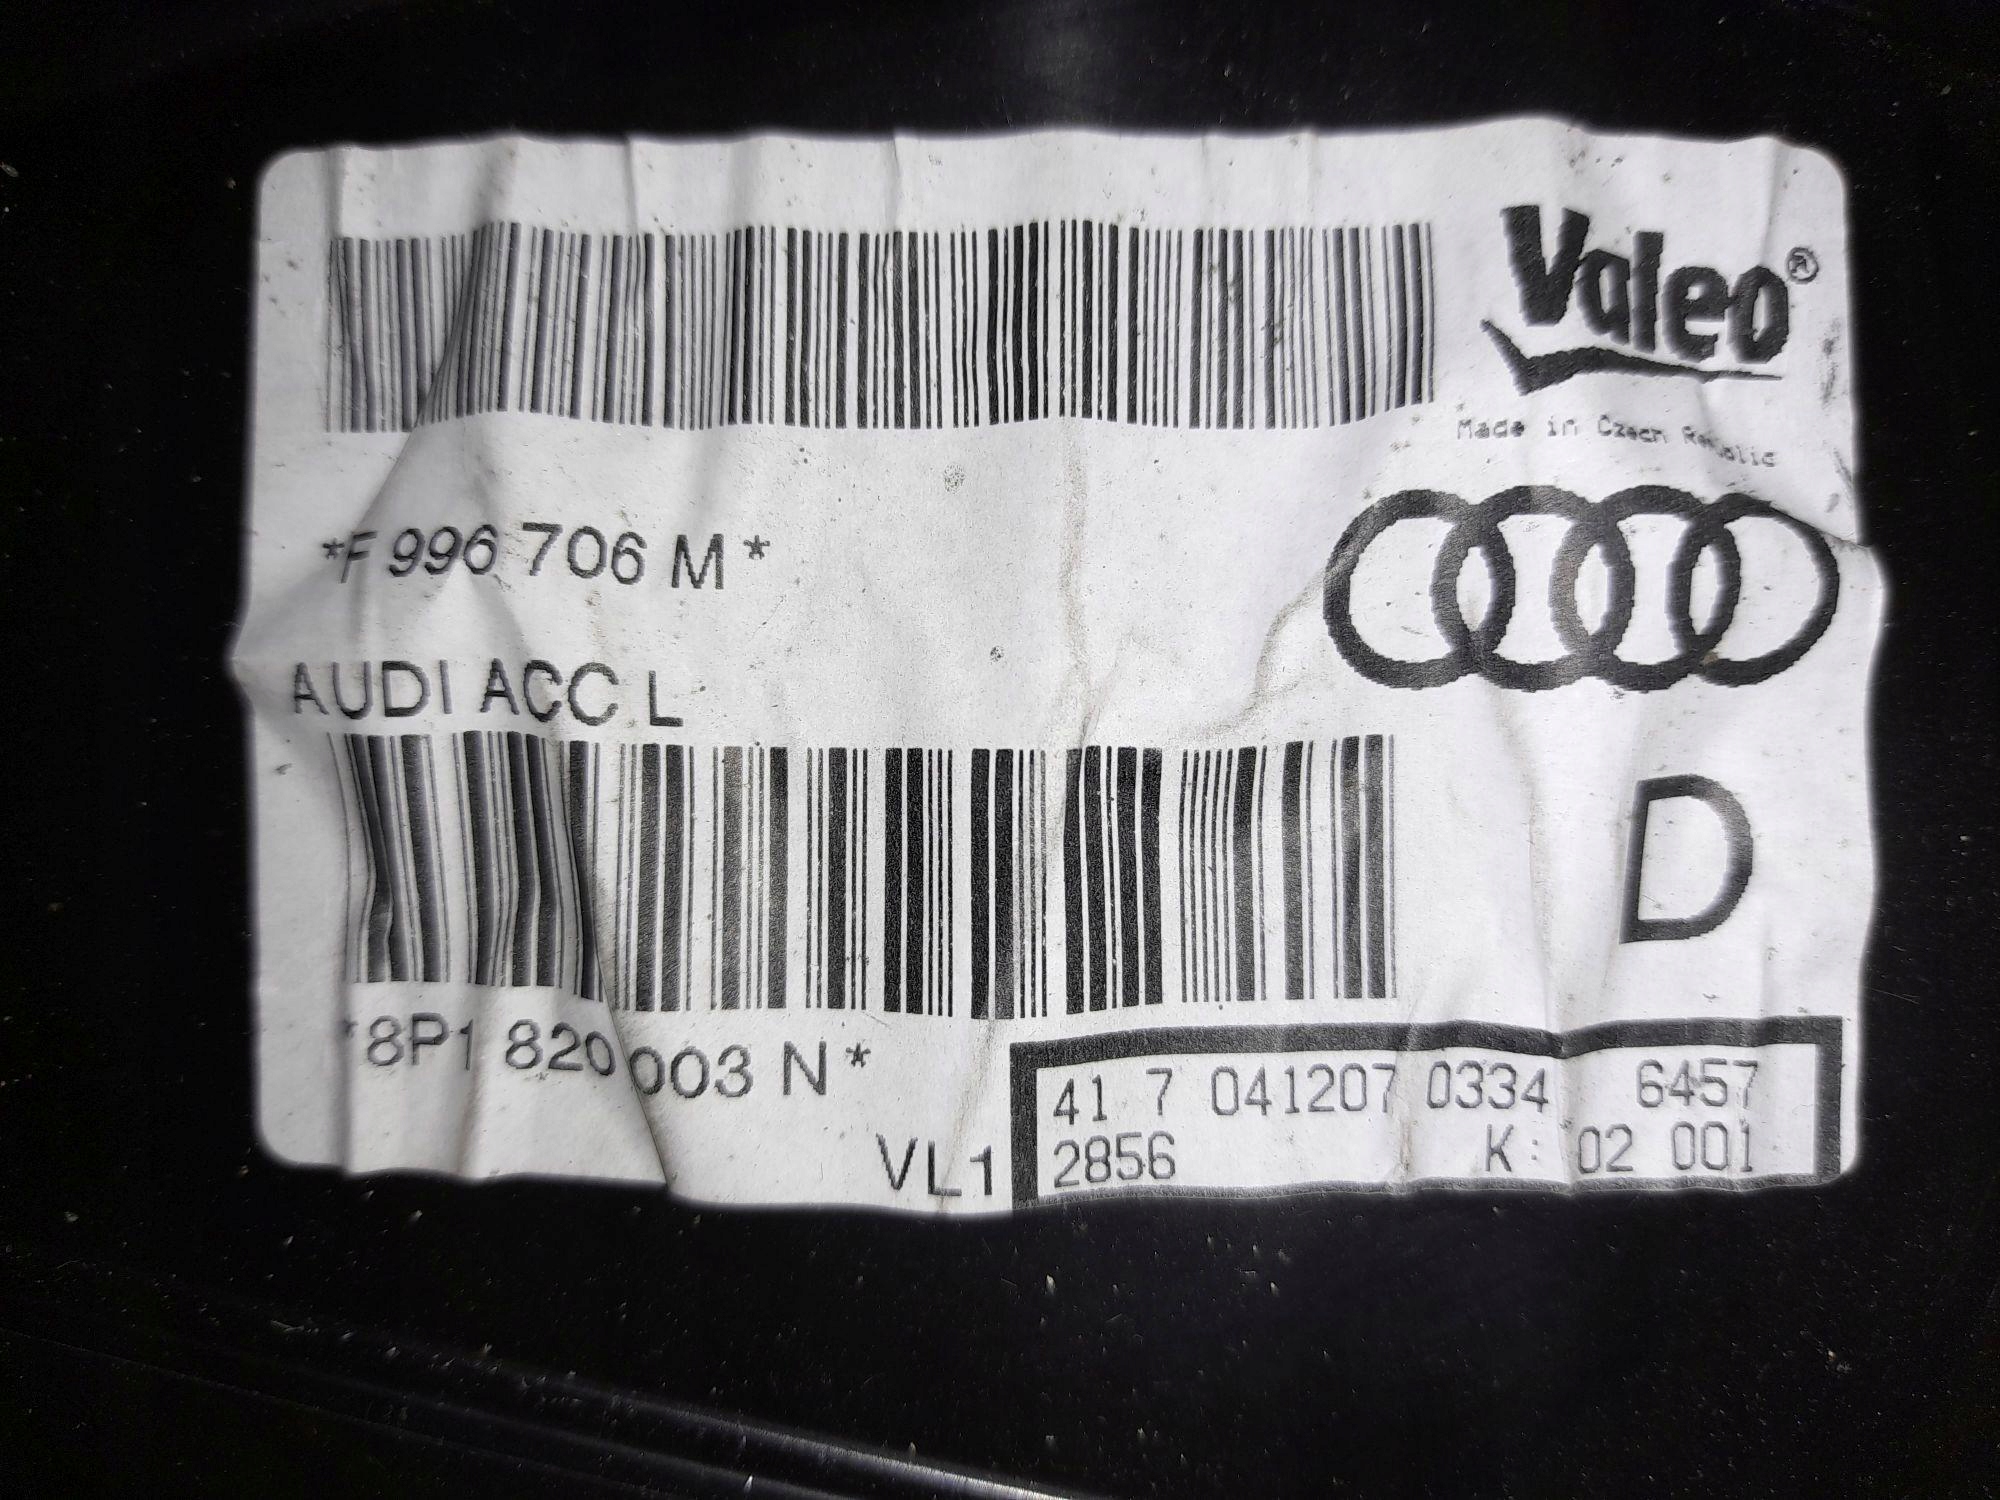 Valeo®
Made in Czech Republic
*F 996 706 M*
AUDI ACC L
D
*8P1 820 003 N*
41 7 041207 0334 6457
VL1 2856 K: 02 001